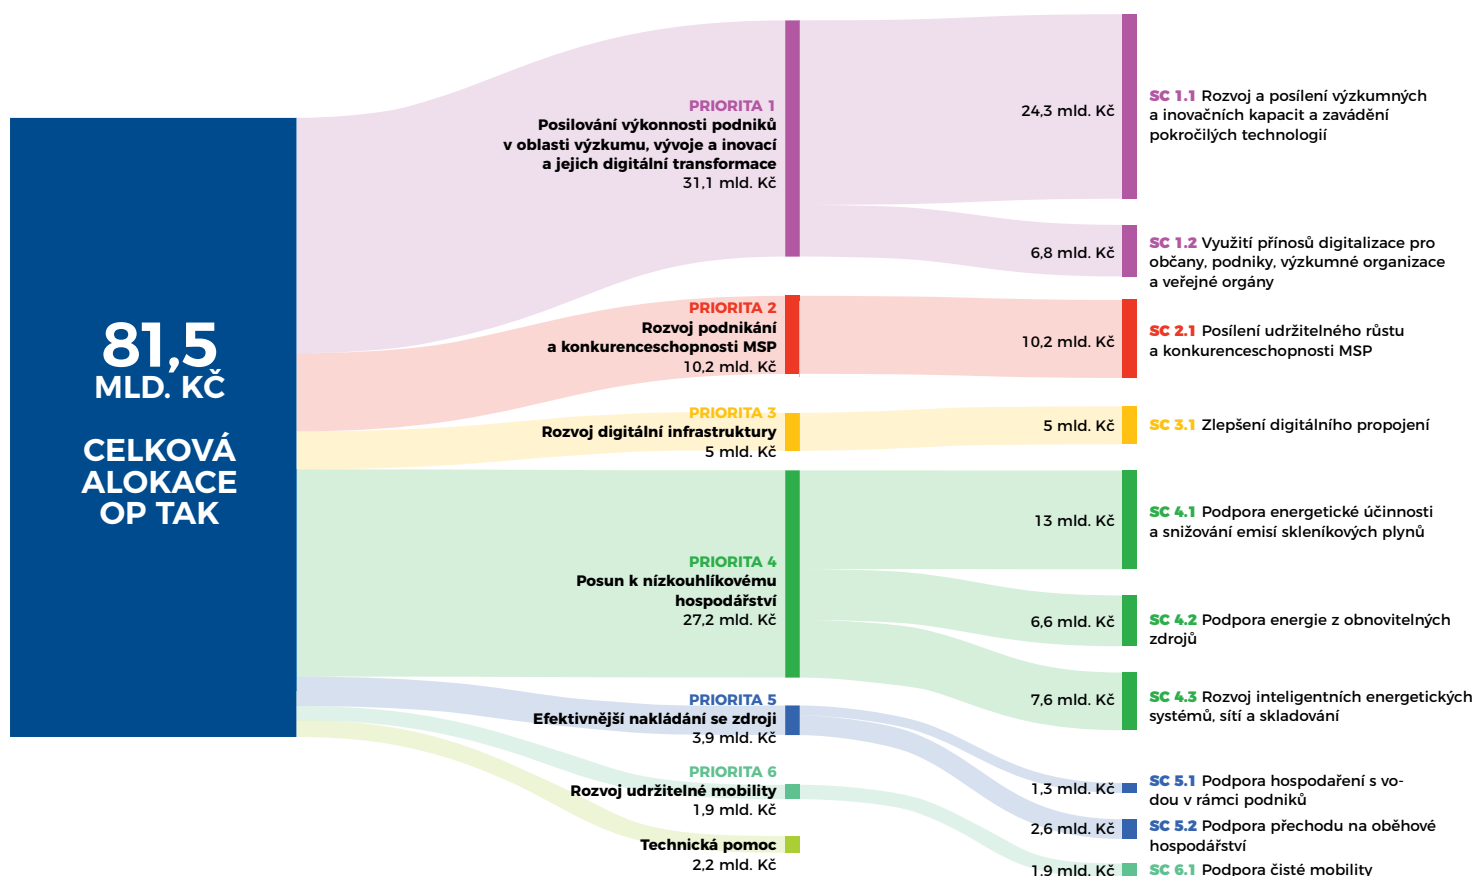 81,5
MLD. KČ
CELKOVÁ
ALOKACE
OP TAK
PRIORITA 1
Posilování výkonnosti podniků
v oblasti výzkumu, vývoje a inovací
a jejich digitální transformace
31,1 mld. Kč
PRIORITA 2
Rozvoj podnikání
a konkurenceschopnosti MSP
10,2 mld. Kč
PRIORITA 3
Rozvoj digitální infrastruktury
5 mld. Kč
PRIORITA 4
Posun k nízkouhlíkovému
hospodářství
27,2 mld. Kč
PRIORITA 5
Efektivnější nakládání se zdroji
3,9 mld. Kč
PRIORITA 6
Rozvoj udržitelné mobility
1,9 mld. Kč
Technická pomoc
2,2 mld. Kč
24,3 mld. Kč
SC 1.1 Rozvoj a posílení výzkumných
a inovačních kapacit a zavádění
pokročilých technologií
6,8 mld. Kč
SC 1.2 Využití přínosů digitalizace pro
občany, podniky, výzkumné organizace
a veřejné orgány
10,2 mld. Kč
SC 2.1 Posílení udržitelného růstu
a konkurenceschopnosti MSP
5 mld. Kč
SC 3.1 Zlepšení digitálního propojení
13 mld. Kč
SC 4.1 Podpora energetické účinnosti
a snižování emisí skleníkových plynů
6,6 mld. Kč
SC 4.2 Podpora energie z obnovitelných
zdrojů
7,6 mld. Kč
SC 4.3 Rozvoj inteligentních energetických
systémů, sítí a skladování
1,3 mld. Kč
SC 5.1 Podpora hospodaření s vo-
dou v rámci podniků
2,6 mld. Kč
SC 5.2 Podpora přechodu na oběhové
hospodářství
1,9 mld. Kč
SC 6.1 Podpora čisté mobility